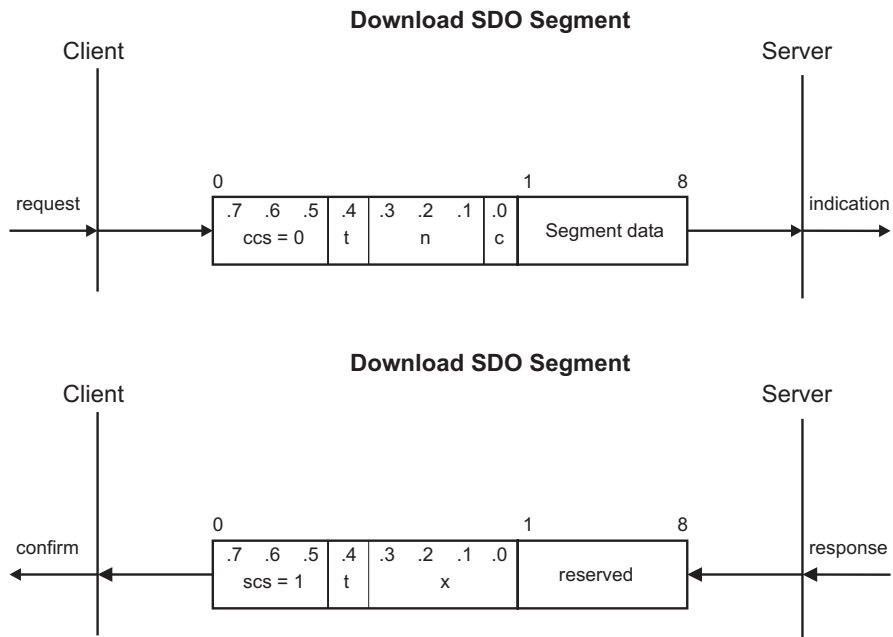 Download SDO Segment
Client Server
0 1 8
request indication
.7 .6 .5 .4 .3 .2 .1 .0
ccs = 0 t n c Segment data
Download SDO Segment
Client Server
0 1 8
confirm response
.7 .6 .5 .4 .3 .2 .1 .0
scs = 1 t x reserved